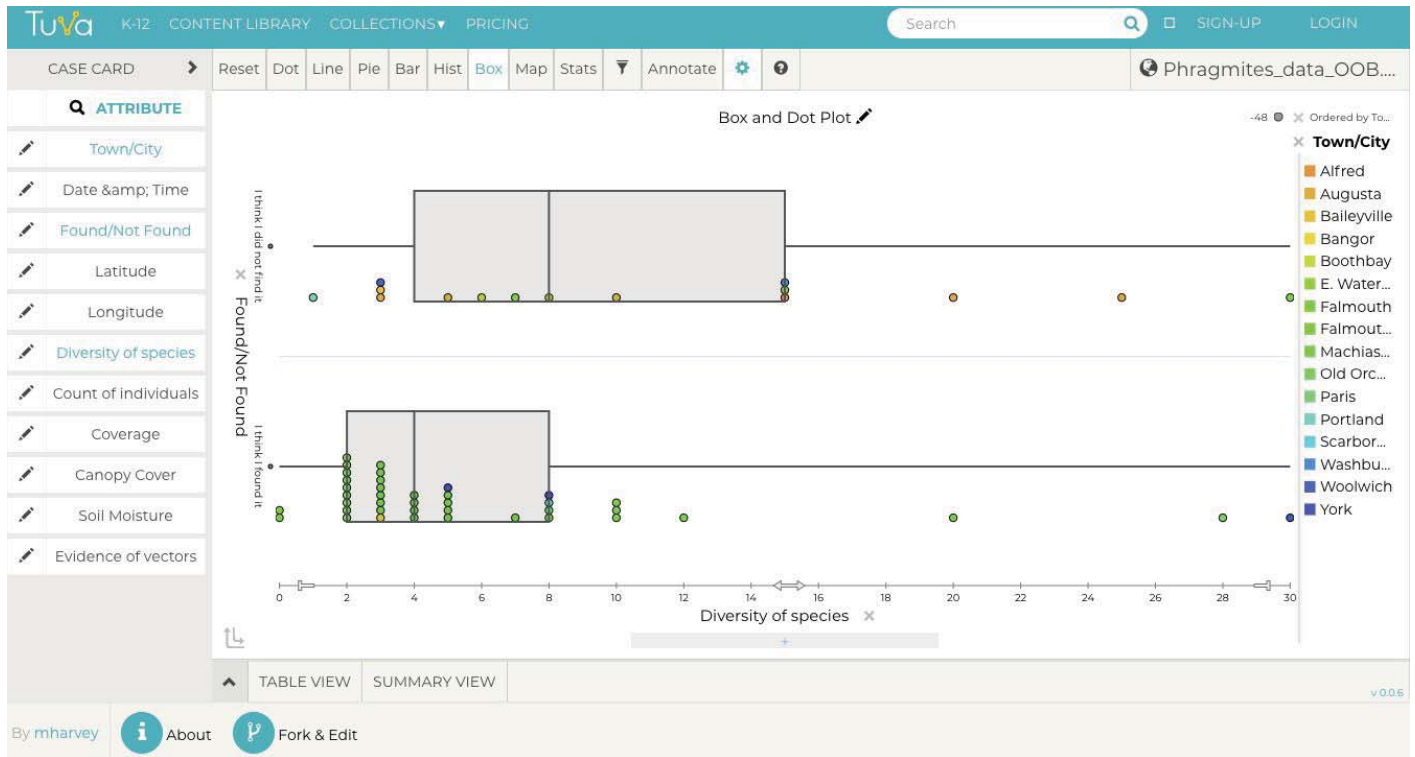 Tuva K-12 CONTENT LIBRARY COLLECTIONS▾ PRICING Search SIGN-UP LOGIN
CASE CARD Reset Dot Line Pie Bar Hist Box Map Stats Annotate Phragmites_data_OOB....
ATTRIBUTE
Town/City
Date &amp; Time
Found/Not Found
Latitude
Longitude
Diversity of species
Count of individuals
Coverage
Canopy Cover
Soil Moisture
Evidence of vectors
Box and Dot Plot
-48 Ordered by To...
Town/City
Alfred
Augusta
Baileyville
Bangor
Boothbay
E. Water...
Falmouth
Falmout...
Machias...
Old Orc...
Paris
Portland
Scarbor...
Washbu...
Woolwich
York
Found/Not Found
I think I did not find it
I think I found it
0 2 4 6 8 10 12 14 16 18 20 22 24 26 28 30
Diversity of species
TABLE VIEW SUMMARY VIEW
v 0.0.6
By mharvey About Fork & Edit